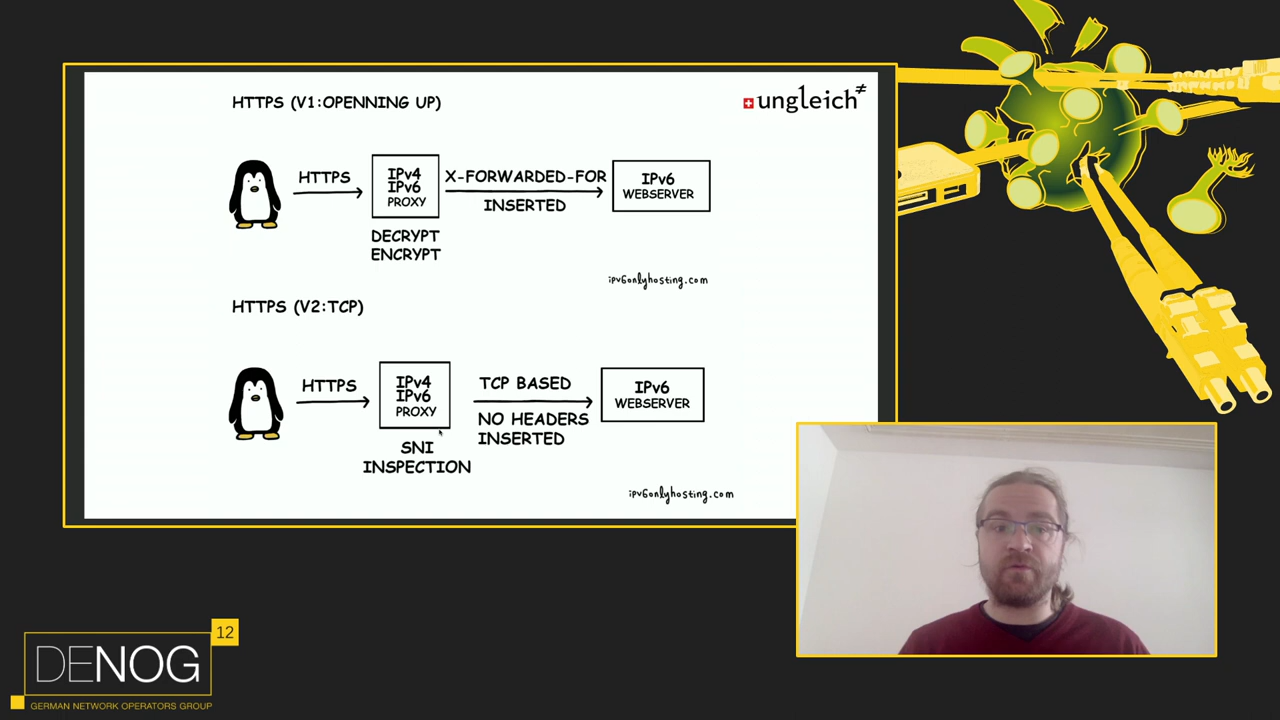 HTTPS (V1:OPENNING UP)
ungleich≠
HTTPS
IPv4
IPv6
PROXY
X-FORWARDED-FOR
INSERTED
IPv6
WEBSERVER
DECRYPT
ENCRYPT
ipv6onlyhosting.com
HTTPS (V2:TCP)
HTTPS
IPv4
IPv6
PROXY
TCP BASED
NO HEADERS
INSERTED
IPv6
WEBSERVER
SNI
INSPECTION
ipv6onlyhosting.com
12
DENOG
GERMAN NETWORK OPERATORS GROUP